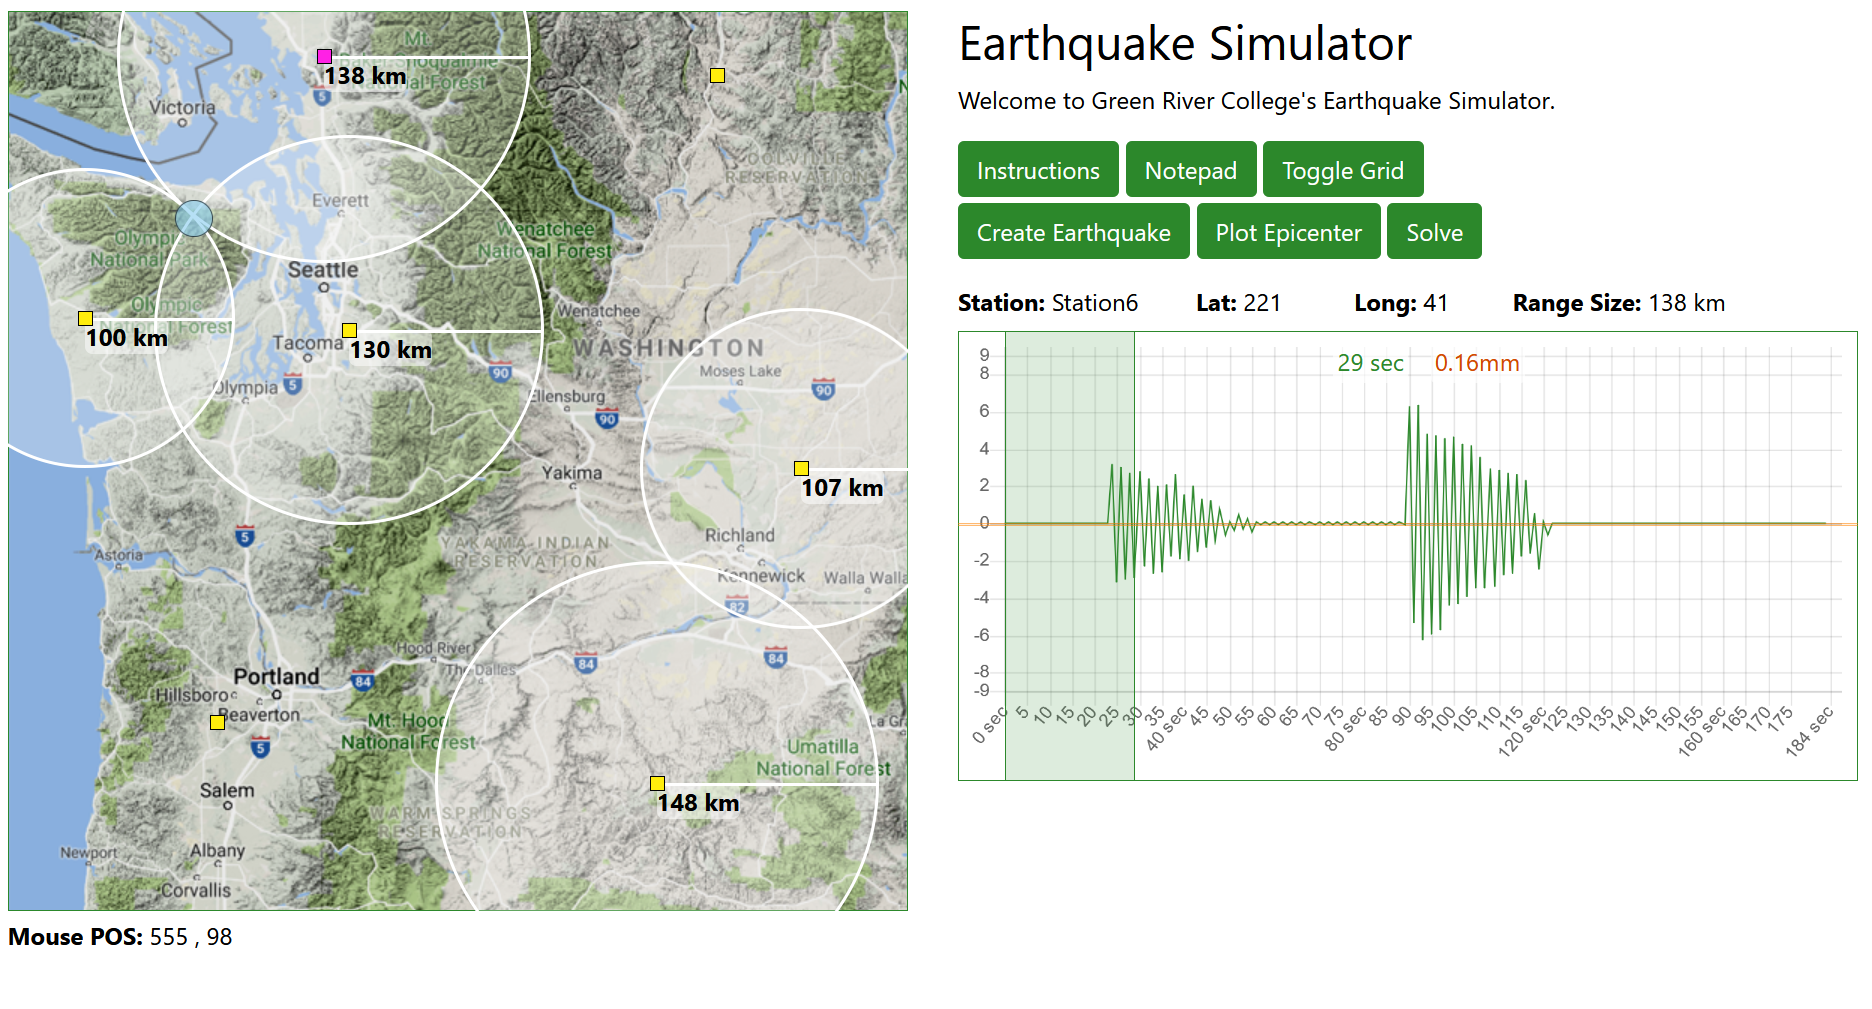 Earthquake Simulator
Welcome to Green River College's Earthquake Simulator.
Instructions
Notepad
Toggle Grid
Create Earthquake
Plot Epicenter
Solve
Station: Station6 Lat: 221 Long: 41 Range Size: 138 km
29 sec 0.16mm
9
8
6
4
2
0
-2
-4
-6
-8
-9
0 sec 5 10 15 20 25 30 35 40 sec 45 50 55 60 65 70 75 80 sec 85 90 95 100 105 110 115 120 sec 125 130 135 140 145 150 155 160 sec 165 170 175 184 sec
Mt.
138 km
National Forest
5
Victoria
COLVILLE
RESERVATION
Everett
Wenatchee
National Forest
Olympic
National Park
Seattle
Olympic
National Forest
100 km
Wenatchee
Tacoma
130 km
WASHINGTON
90
Moses Lake
Olympia
5
90
Ellensburg
90
Yakima
107 km
5
Richland
YAKAMA INDIAN
RESERVATION
Astoria
Kennewick
Walla Walla
82
Hood River
The Dalles
84
84
Portland
84
Hillsboro
Beaverton
Mt. Hood
National Forest
La Gr
5
Umatilla
National Forest
Salem
148 km
WARM SPRINGS
RESERVATION
Newport
Albany
Corvallis
Mouse POS: 555 , 98